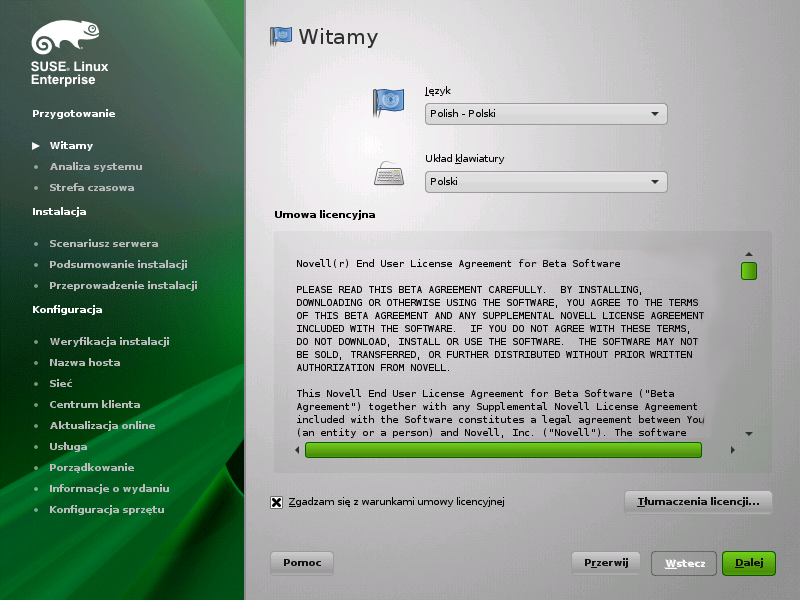 SUSE. Linux
Enterprise
Przygotowanie
Witamy
Analiza systemu
Strefa czasowa
Instalacja
Scenariusz serwera
Podsumowanie instalacji
Przeprowadzenie instalacji
Konfiguracja
Weryfikacja instalacji
Nazwa hosta
Sieć
Centrum klienta
Aktualizacja online
Usługa
Porządkowanie
Informacje o wydaniu
Konfiguracja sprzętu
Witamy
Język
Polish - Polski
Układ klawiatury
Polski
Umowa licencyjna
Novell(r) End User License Agreement for Beta Software
PLEASE READ THIS BETA AGREEMENT CAREFULLY.  BY INSTALLING,
DOWNLOADING OR OTHERWISE USING THE SOFTWARE, YOU AGREE TO THE TERMS
OF THIS BETA AGREEMENT AND ANY SUPPLEMENTAL NOVELL LICENSE AGREEMENT
INCLUDED WITH THE SOFTWARE.  IF YOU DO NOT AGREE WITH THESE TERMS,
DO NOT DOWNLOAD, INSTALL OR USE THE SOFTWARE.  THE SOFTWARE MAY NOT
BE SOLD, TRANSFERRED, OR FURTHER DISTRIBUTED WITHOUT PRIOR WRITTEN
AUTHORIZATION FROM NOVELL.
This Novell End User License Agreement for Beta Software ("Beta
Agreement") together with any Supplemental Novell License Agreement
included with the Software constitutes a legal agreement between You
(an entity or a person) and Novell, Inc. ("Novell"). The software
Zgadzam się z warunkami umowy licencyjnej
Tłumaczenia licencji...
Pomoc
Przerwij
Wstecz
Dalej